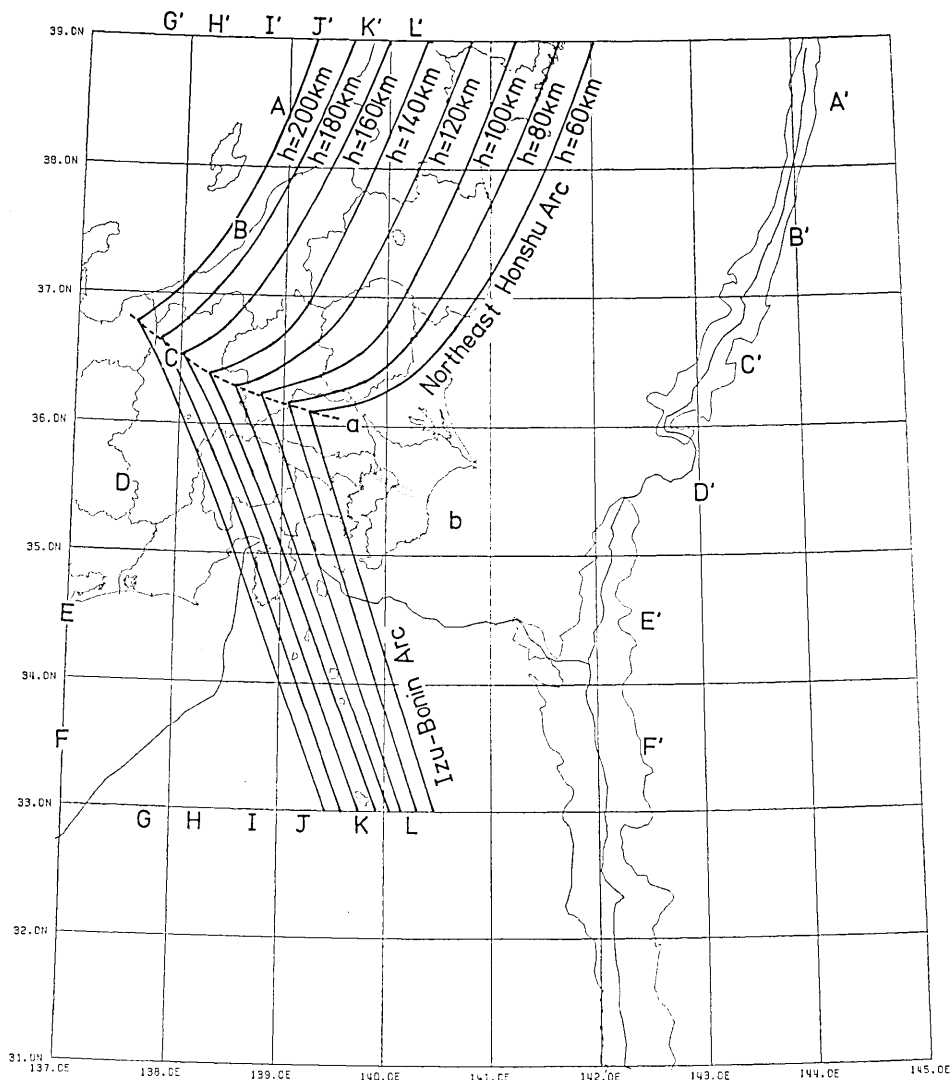 G' H' I' J' K' L'
39.0N
A
A'
h=200km
h=180km
h=160km
h=140km
h=120km
h=100km
h=80km
h=60km
38.0N
B
B'
Northeast Honshu Arc
37.0N
C
C'
36.0N
a
D
D'
b
35.0N
E
E'
Izu-Bonin Arc
34.0N
F
F'
33.0N
G H I J K L
32.0N
31.0N
137.0E 138.0E 139.0E 140.0E 141.0E 142.0E 143.0E 144.0E 145.0E